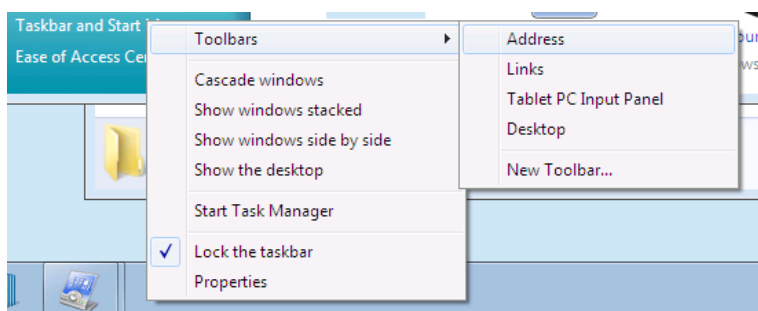 Taskbar and Start
Ease of Access
Toolbars
Cascade windows
Show windows stacked
Show windows side by side
Show the desktop
Start Task Manager
Lock the taskbar
Properties
Address
Links
Tablet PC Input Panel
Desktop
New Toolbar...